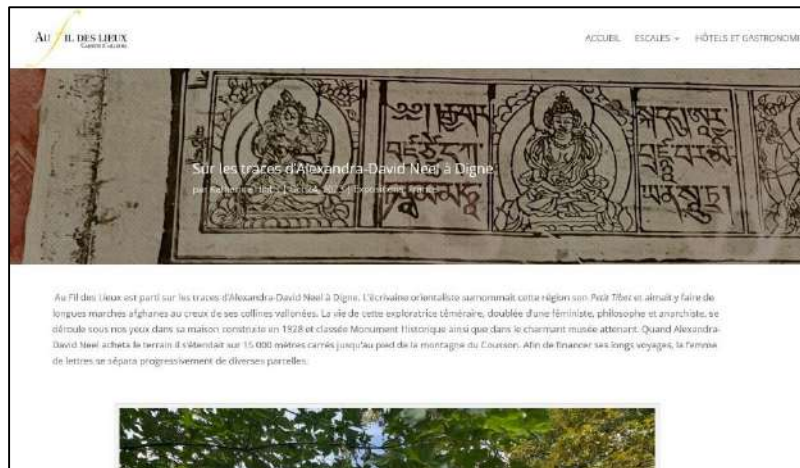 AU FIL DES LIEUX
ACCUEIL ESCALES HÔTELS ET GASTRONOMIE
Sur les traces d'Alexandra-David Neel à Digne
par
Au Fil des Lieux est parti sur les traces d'Alexandra-David Neel à Digne. L'écrivaine orientaliste surnommait cette région son Petit Tibet et aimait y faire de
longues marches afghanes au creux de ses collines vallonées. La vie de cette exploratrice téméraire, doublée d'une féministe, philosophe et anarchiste, se
déroule sous nos yeux dans sa maison construite en 1928 et classée Monument Historique ainsi que dans le charmant musée attenant. Quand Alexandra-
David Neel acheta le terrain il s'étendait sur 15 000 mètres carrés jusqu'au pied de la montagne du Cousson. Afin de financer ses longs voyages, la femme
de lettres se sépara progressivement de diverses parcelles.